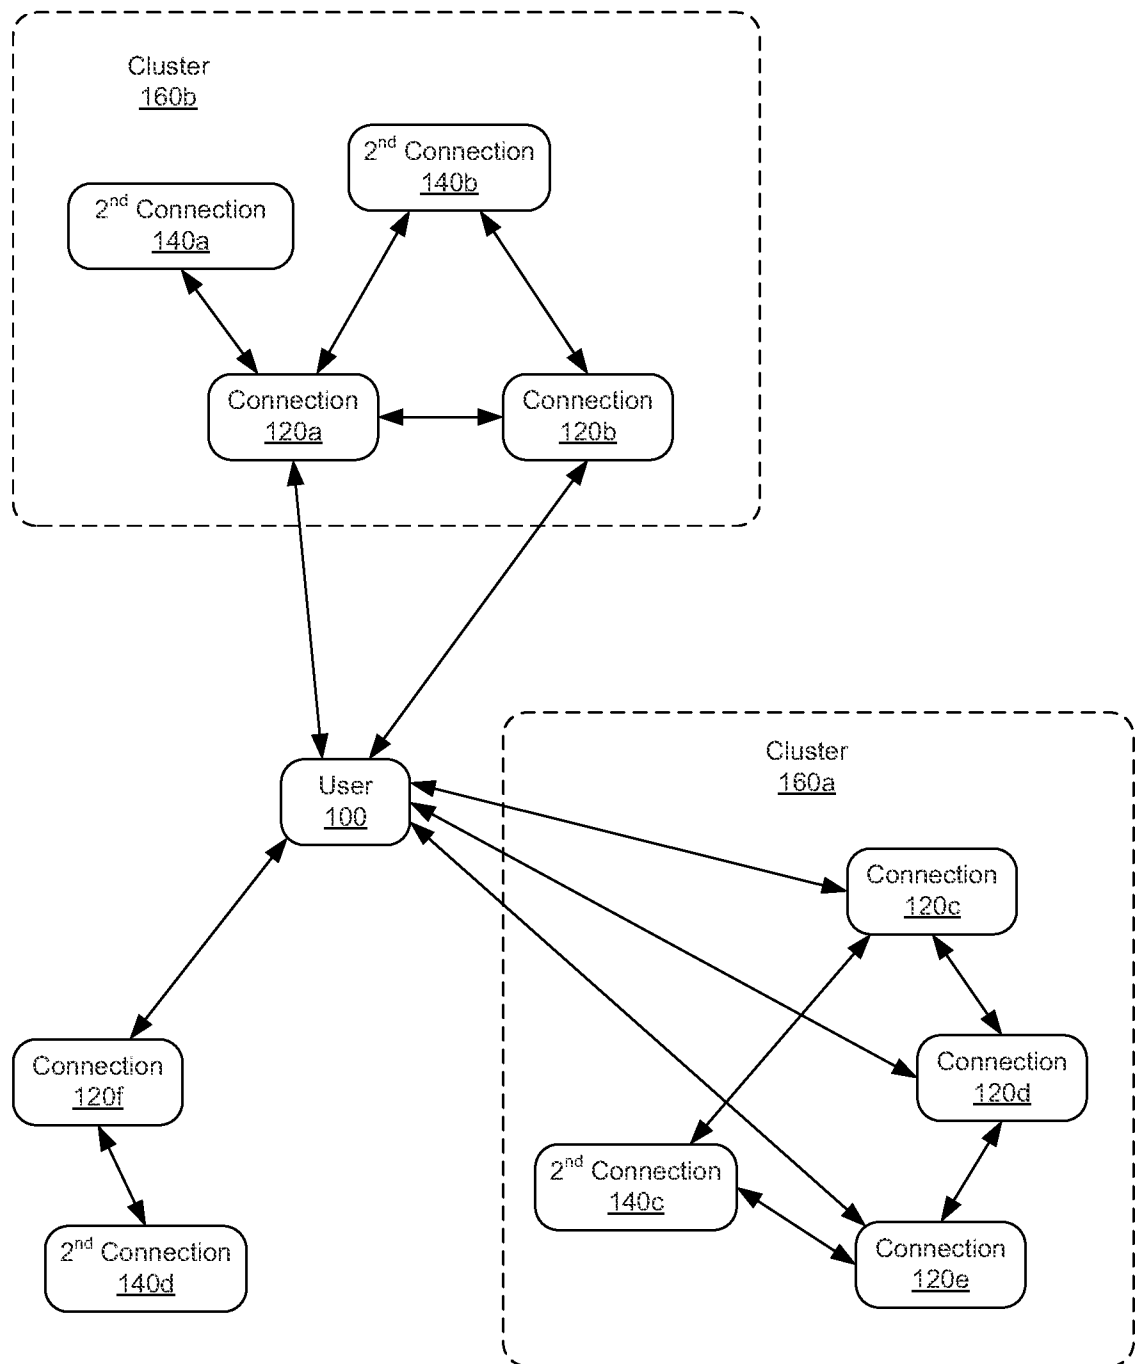 Cluster
160b
2nd Connection
140b
2nd Connection
140a
Connection
120a
Connection
120b
Cluster
160a
User
100
Connection
120c
Connection
120f
Connection
120d
2nd Connection
140c
2nd Connection
140d
Connection
120e